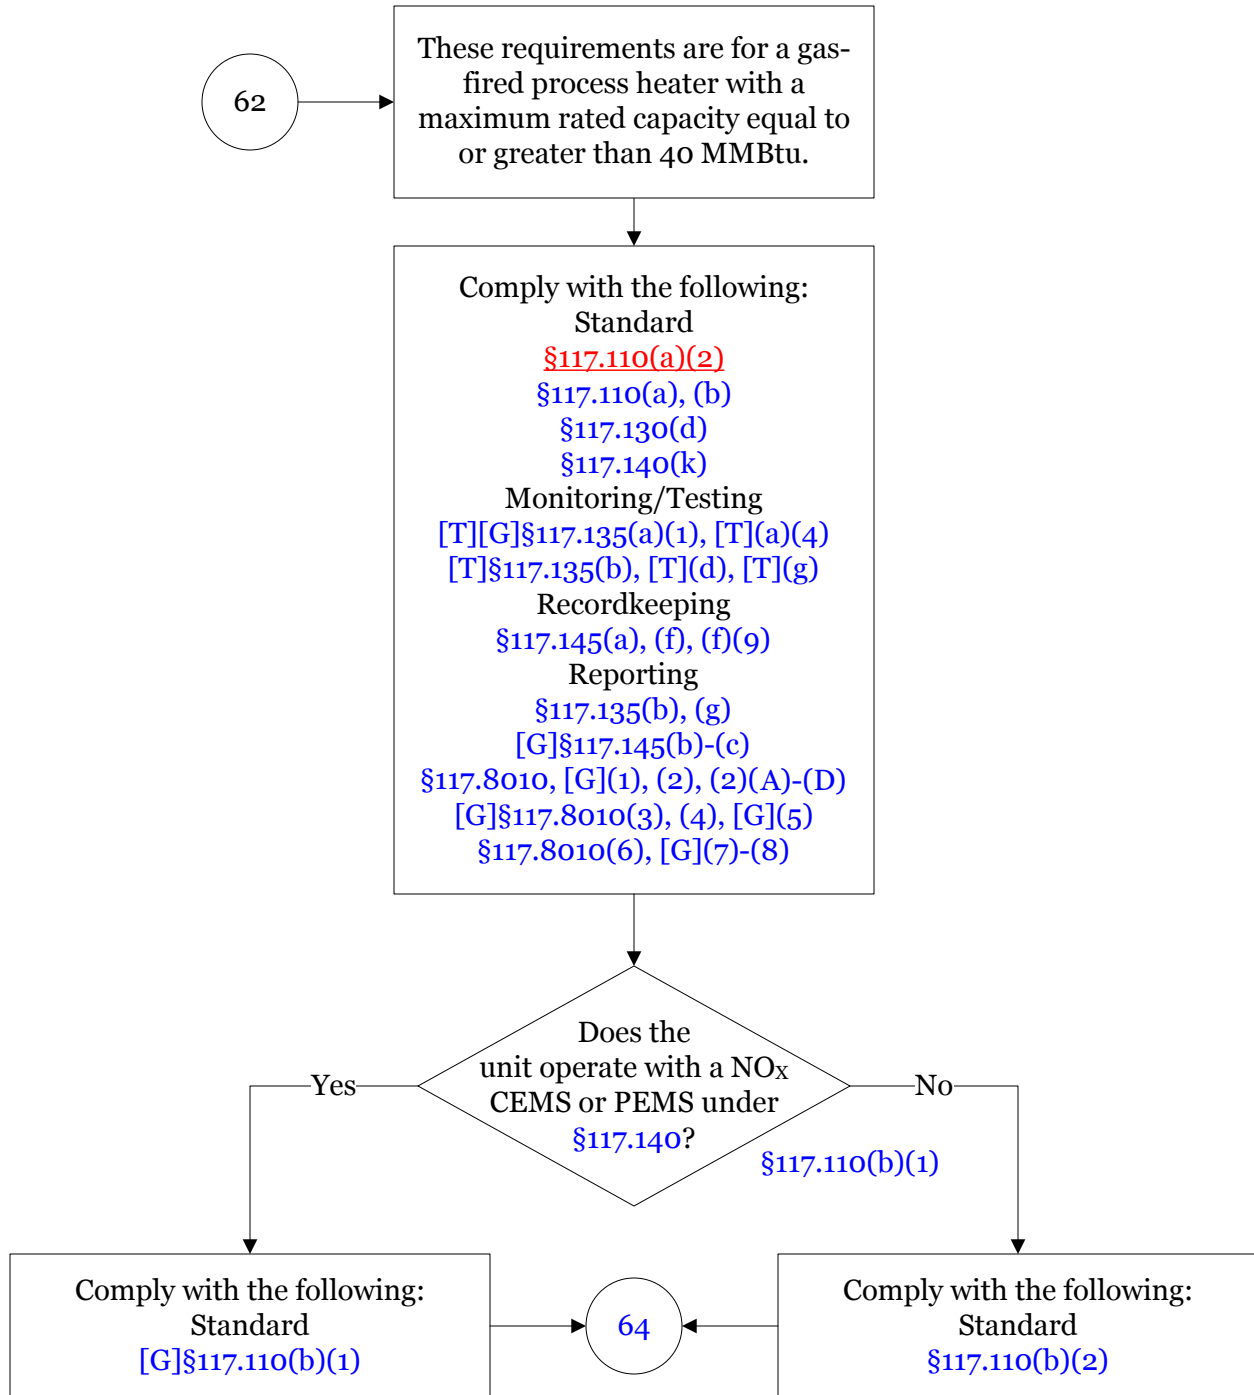 62
These requirements are for a gas-
fired process heater with a
maximum rated capacity equal to
or greater than 40 MMBtu.
Comply with the following:
Standard
§117.110(a)(2)
§117.110(a), (b)
§117.130(d)
§117.140(k)
Monitoring/Testing
[T][G]§117.135(a)(1), [T](a)(4)
[T]§117.135(b), [T](d), [T](g)
Recordkeeping
§117.145(a), (f), (f)(9)
Reporting
§117.135(b), (g)
[G]§117.145(b)-(c)
§117.8010, [G](1), (2), (2)(A)-(D)
[G]§117.8010(3), (4), [G](5)
§117.8010(6), [G](7)-(8)
Does the
unit operate with a NOX
CEMS or PEMS under
§117.140?
Yes
No
§117.110(b)(1)
Comply with the following:
Standard
[G]§117.110(b)(1)
64
Comply with the following:
Standard
§117.110(b)(2)